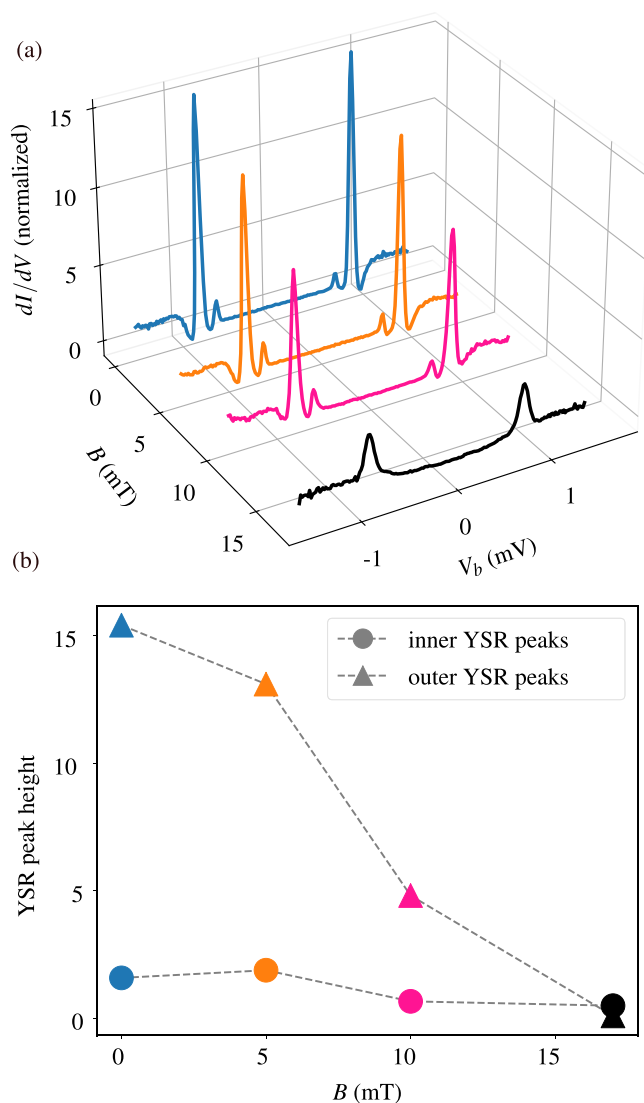 (a)
dI/dV (normalized)
15
10
5
0
0
5
10
15
B (mT)
-1
0
1
V_b (mV)
(b)
YSR peak height
15
10
5
0
inner YSR peaks
outer YSR peaks
0
5
10
15
B (mT)